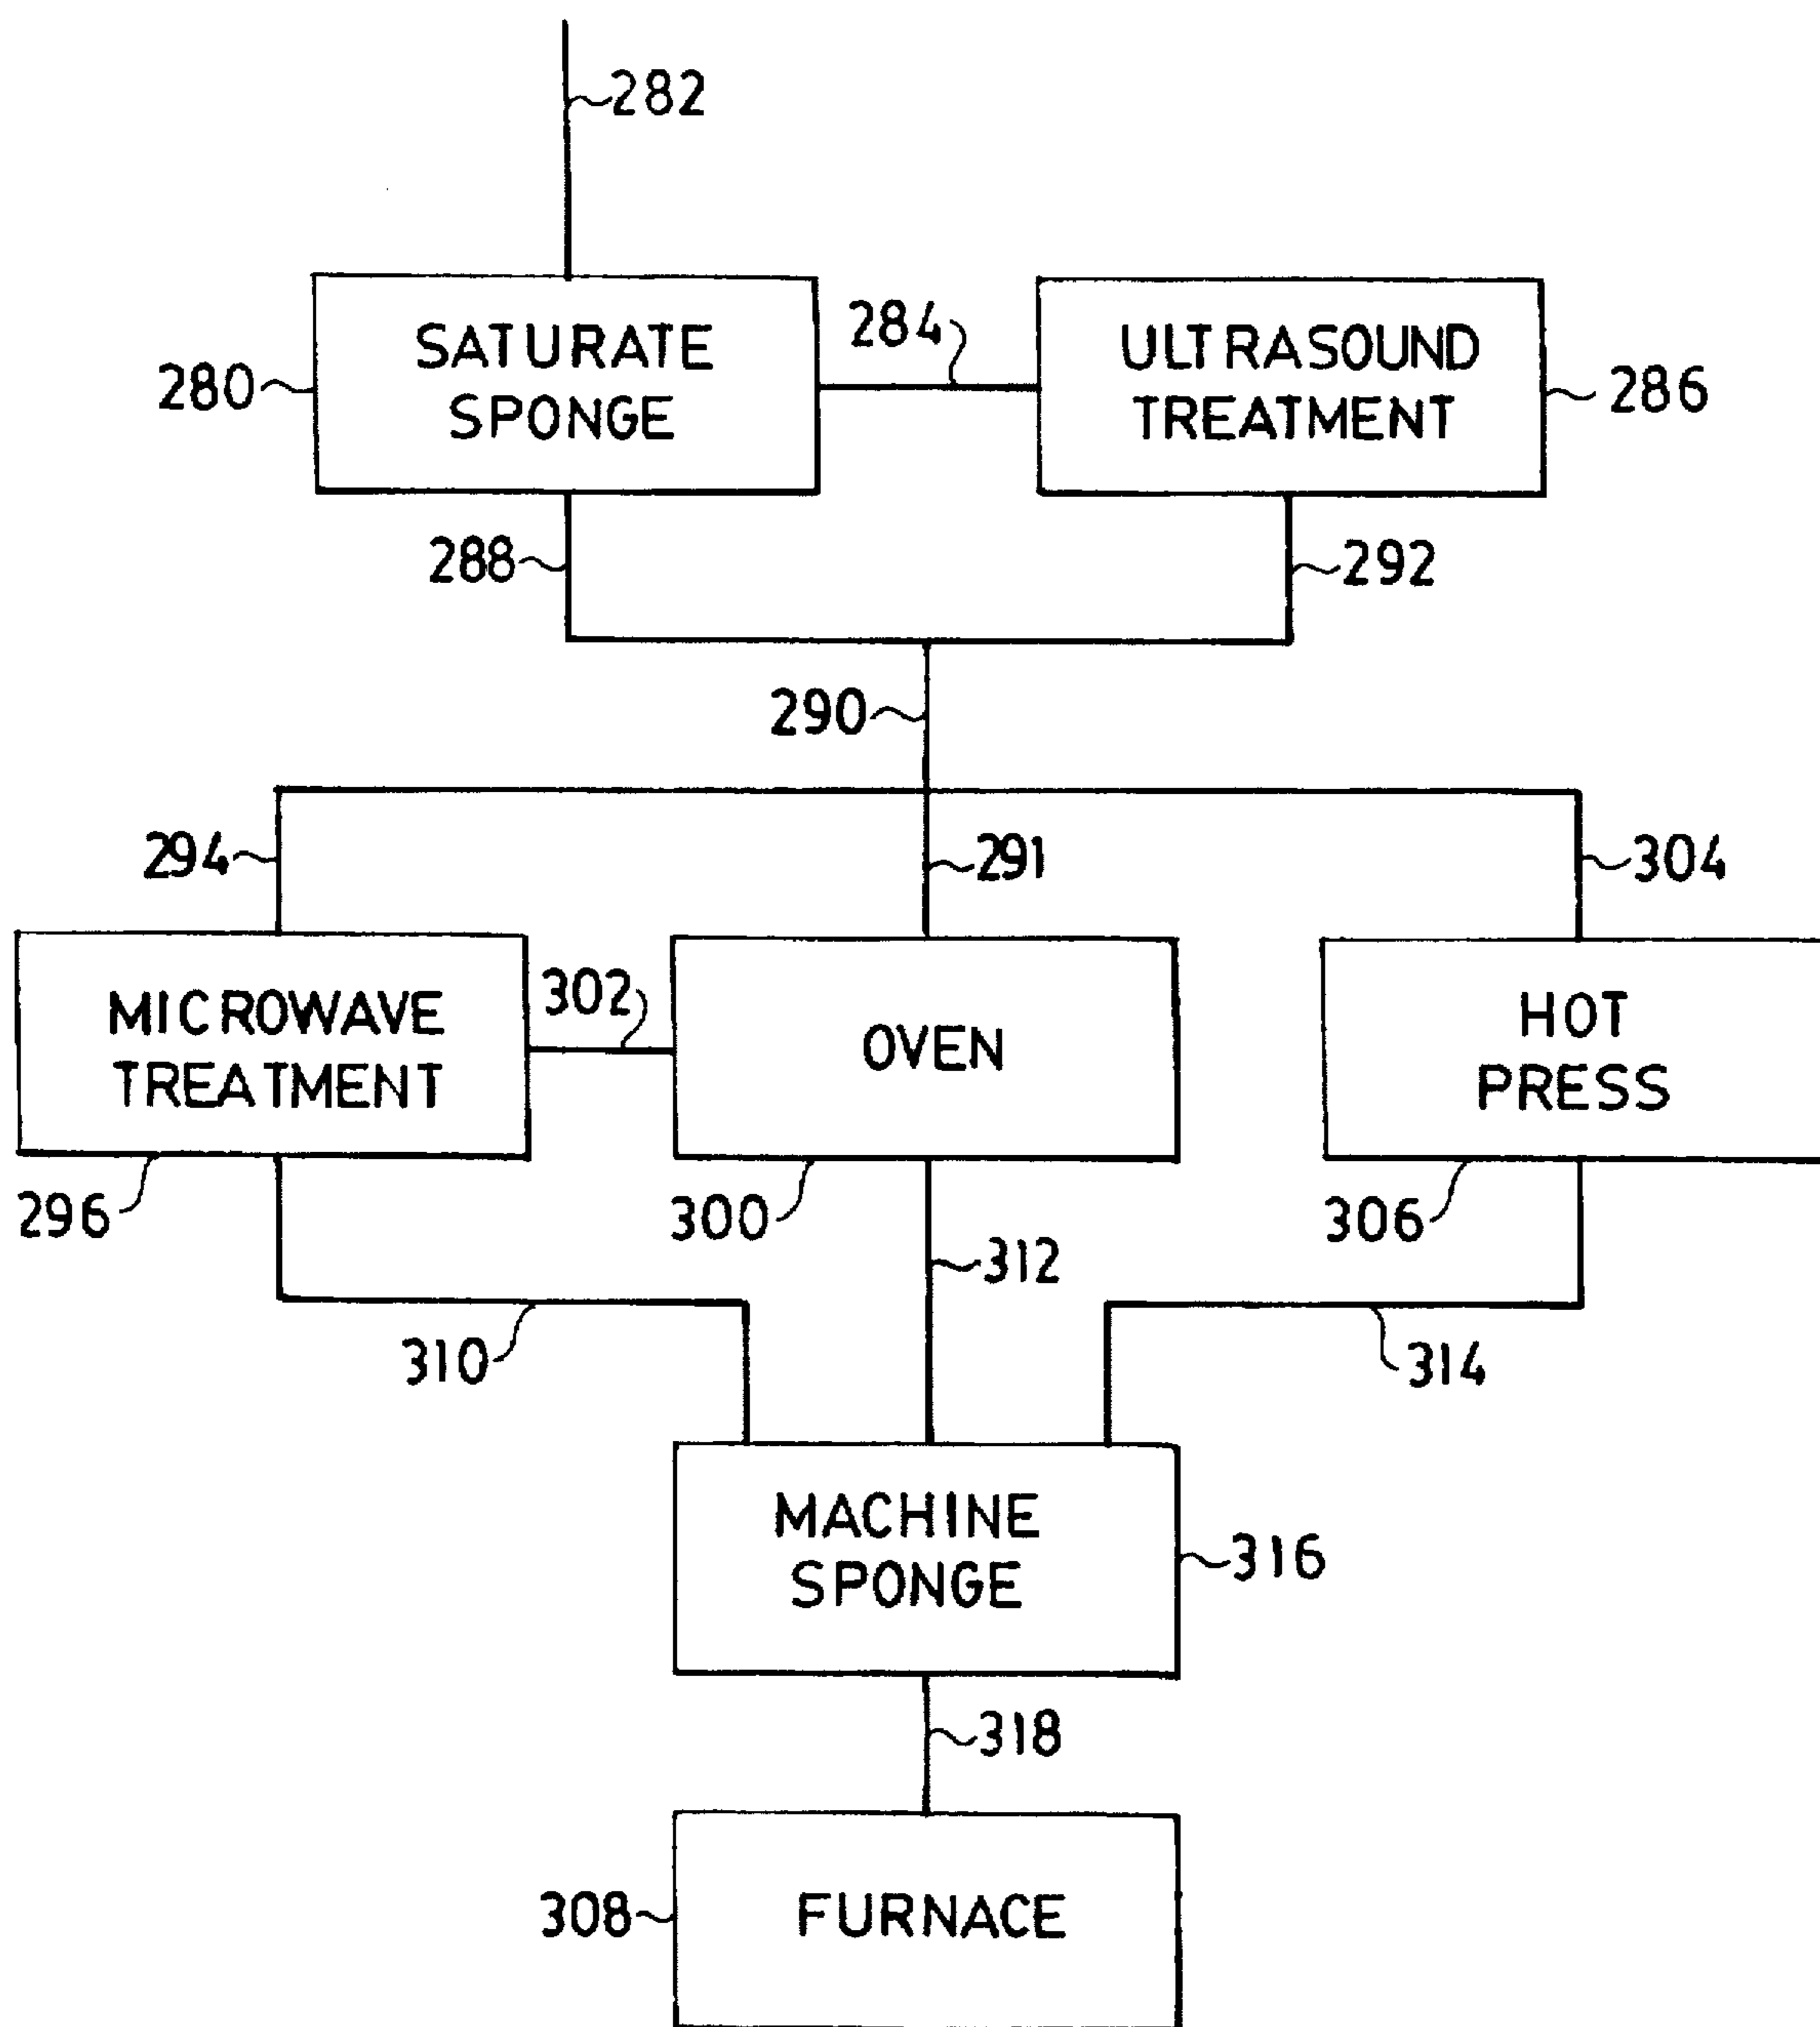 282
SATURATE
SPONGE
280
284
ULTRASOUND
TREATMENT
286
288
292
290
294
291
304
MICROWAVE
TREATMENT
302
OVEN
HOT
PRESS
296
300
306
312
310
314
MACHINE
SPONGE
316
318
308
FURNACE